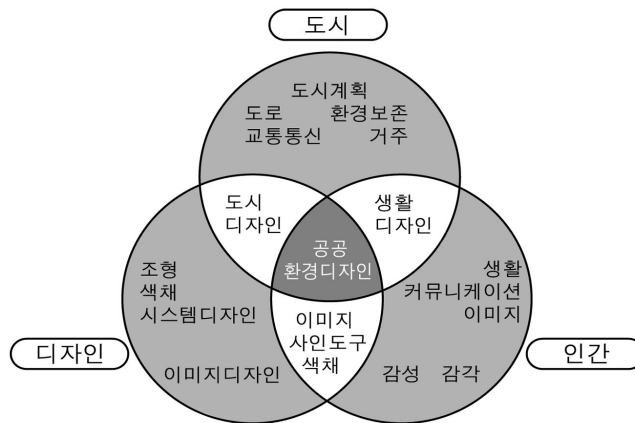 도시
도시계획
도로 환경보존
교통통신 거주
도시
디자인
생활
디자인
공공
환경디자인
조형
색채
시스템디자인
이미지디자인
생활
커뮤니케이션
이미지
감성 감각
이미지
사인도구
색채
디자인
인간